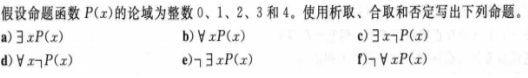 假设命题函数 P(x)的论域为整数 0、1、2、3 和 4。使用析取、合取和否定写出下列命题。
a) ∃xP(x) b) ∀xP(x) c) ∃x¬P(x)
d) ∀x¬P(x) e)¬∃xP(x) f)¬∀xP(x)